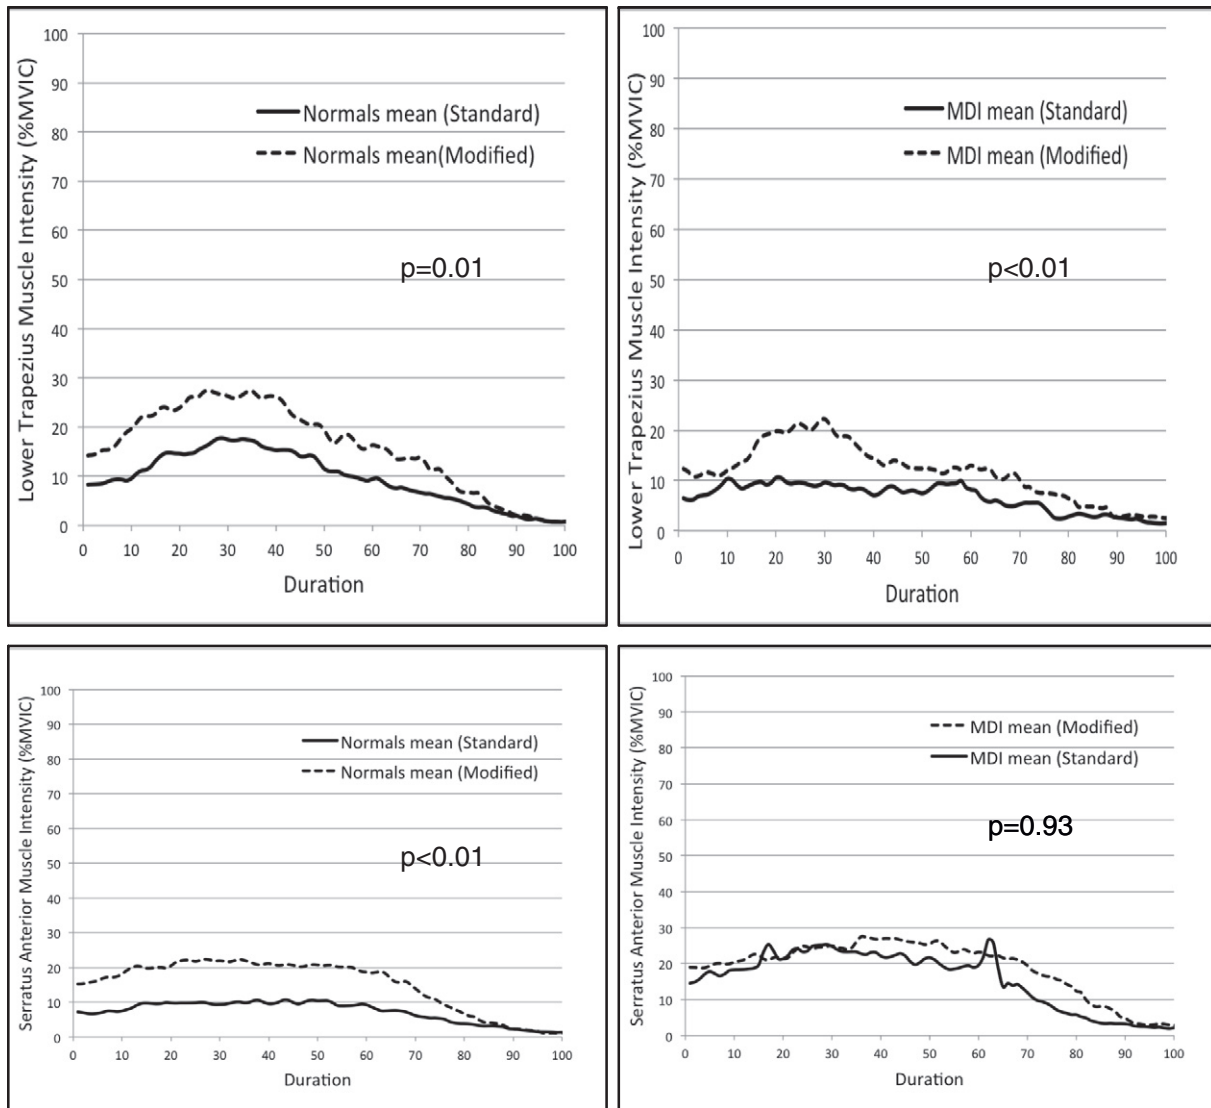 Lower Trapezius Muscle Intensity (%MVIC)
100
90
80
70
60
50
40
30
20
10
0
Normals mean (Standard)
Normals mean(Modified)
p=0.01
0 10 20 30 40 50 60 70 80 90 100
Duration
Lower Trapezius Muscle Intensity (%MVIC)
100
90
80
70
60
50
40
30
20
10
0
MDI mean (Standard)
MDI mean (Modified)
p<0.01
0 10 20 30 40 50 60 70 80 90 100
Duration
Serratus Anterior Muscle Intensity (%MVIC)
100
90
80
70
60
50
40
30
20
10
0
Normals mean (Standard)
Normals mean (Modified)
p<0.01
0 10 20 30 40 50 60 70 80 90 100
Duration
Serratus Anterior Muscle Intensity (%MVIC)
100
90
80
70
60
50
40
30
20
10
0
MDI mean (Modified)
MDI mean (Standard)
p=0.93
0 10 20 30 40 50 60 70 80 90 100
Duration